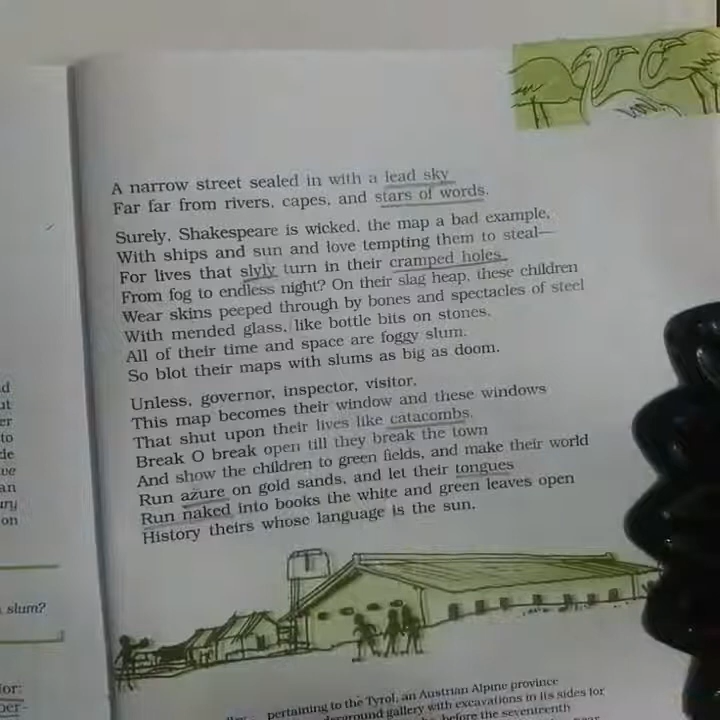 A narrow street sealed in with a lead sky
Far far from rivers, capes, and stars of words.
Surely, Shakespeare is wicked, the map a bad example,
With ships and sun and love tempting them to steal—
For lives that slyly turn in their cramped holes
From fog to endless night? On their slag heap, these children
Wear skins peeped through by bones and spectacles of steel
With mended glass, like bottle bits on stones.
All of their time and space are foggy slum.
So blot their maps with slums as big as doom.
Unless, governor, inspector, visitor,
This map becomes their window and these windows
That shut upon their lives like catacombs,
Break O break open till they break the town
And show the children to green fields, and make their world
Run azure on gold sands, and let their tongues
Run naked into books the white and green leaves open
History theirs whose language is the sun.
er
to
de
ve
an
ury
on
slum?
for:
per-
pertaining to the Tyrol, an Austrian Alpine province
gallery with excavations in its sides for
before the seventeenth